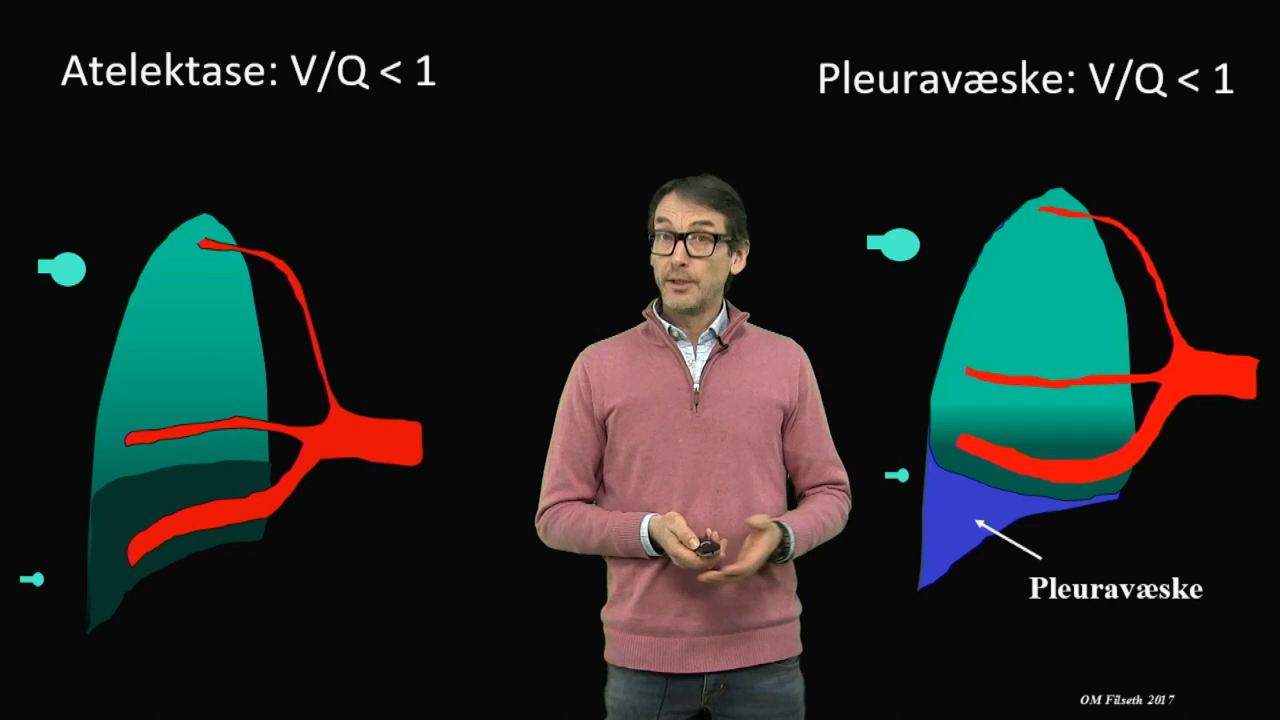 Atelektase: V/Q < 1
Pleuravæske: V/Q < 1
Pleuravæske
OM Filseth 2017